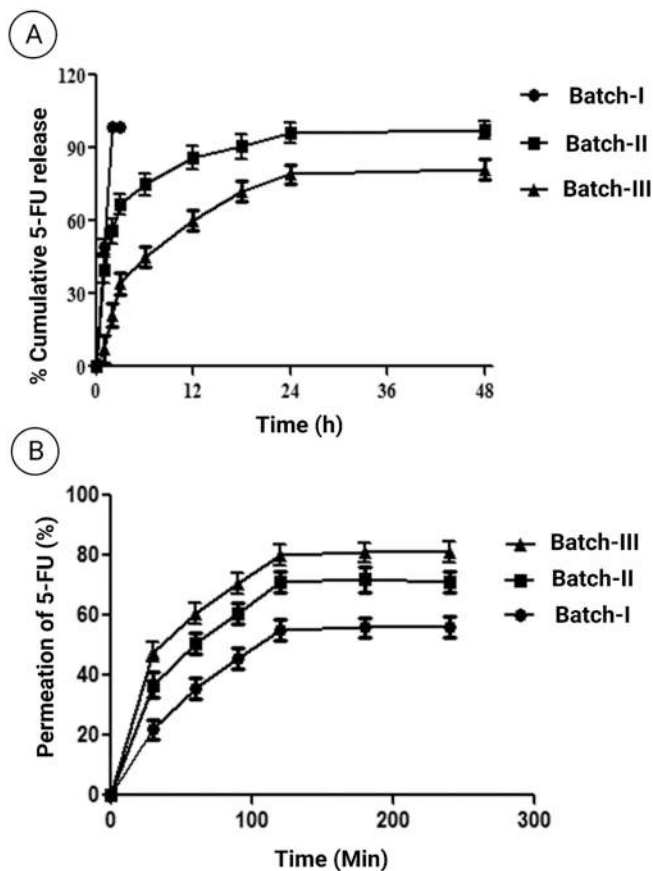 A
% Cumulative 5-FU release
120
90
60
30
0
0 12 24 36 48
Time (h)
Batch-I
Batch-II
Batch-III
B
Permeation of 5-FU (%)
100
80
60
40
20
0
0 100 200 300
Time (Min)
Batch-III
Batch-II
Batch-I